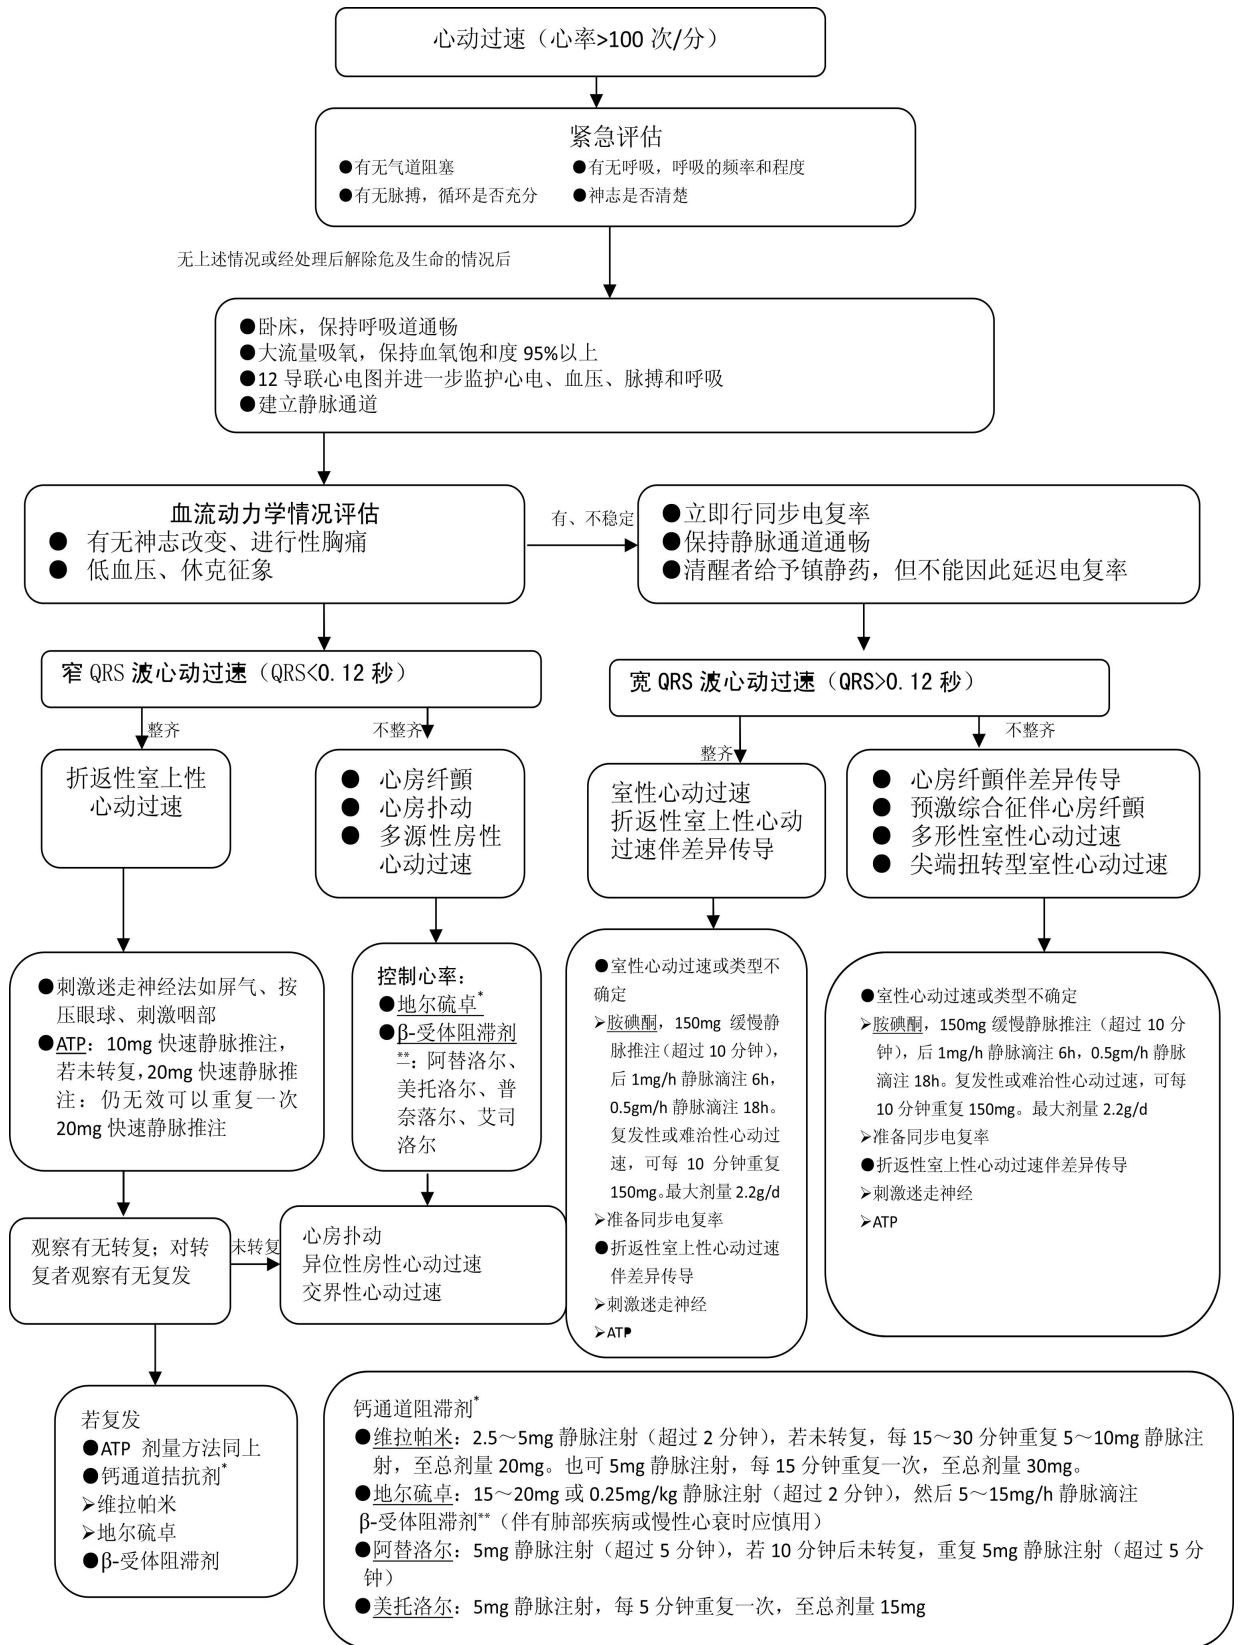 心动过速（心率>100 次/分）
紧急评估
●有无气道阻塞
●有无呼吸，呼吸的频率和程度
●有无脉搏，循环是否充分
●神志是否清楚
无上述情况或经处理后解除危及生命的情况后
●卧床，保持呼吸道通畅
●大流量吸氧，保持血氧饱和度 95%以上
●12 导联心电图并进一步监护心电、血压、脉搏和呼吸
●建立静脉通道
血流动力学情况评估
● 有无神志改变、进行性胸痛
● 低血压、休克征象
有、不稳定
●立即行同步电复率
●保持静脉通道通畅
●清醒者给予镇静药，但不能因此延迟电复率
窄 QRS 波心动过速（QRS<0.12 秒）
宽 QRS 波心动过速（QRS>0.12 秒）
整齐
不整齐
整齐
不整齐
折返性室上性
心动过速
● 心房纤颤
● 心房扑动
● 多源性房性
心动过速
室性心动过速
折返性室上性心动
过速伴差异传导
● 心房纤颤伴差异传导
● 预激综合征伴心房纤颤
● 多形性室性心动过速
● 尖端扭转型室性心动过速
●刺激迷走神经法如屏气、按
压眼球、刺激咽部
●ATP：10mg 快速静脉推注，
若未转复，20mg 快速静脉推
注：仍无效可以重复一次
20mg 快速静脉推注
控制心率：
●地尔硫卓*
●β-受体阻滞剂
**：阿替洛尔、
美托洛尔、普
奈落尔、艾司
洛尔
●室性心动过速或类型不
确定
➢胺碘酮，150mg 缓慢静
脉推注（超过 10 分钟），
后 1mg/h 静脉滴注 6h，
0.5gm/h 静脉滴注 18h。
复发性或难治性心动过
速，可每 10 分钟重复
150mg。最大剂量 2.2g/d
➢准备同步电复率
●折返性室上性心动过速
伴差异传导
➢刺激迷走神经
➢ATP
●室性心动过速或类型不确定
➢胺碘酮，150mg 缓慢静脉推注（超过 10 分
钟），后 1mg/h 静脉滴注 6h，0.5gm/h 静脉
滴注 18h。复发性或难治性心动过速，可每
10 分钟重复 150mg。最大剂量 2.2g/d
➢准备同步电复率
●折返性室上性心动过速伴差异传导
➢刺激迷走神经
➢ATP
观察有无转复；对转
复者观察有无复发
未转复
心房扑动
异位性房性心动过速
交界性心动过速
若复发
●ATP 剂量方法同上
●钙通道拮抗剂*
➢维拉帕米
➢地尔硫卓
●β-受体阻滞剂
钙通道阻滞剂*
●维拉帕米：2.5～5mg 静脉注射（超过 2 分钟），若未转复，每 15～30 分钟重复 5～10mg 静脉注
射，至总剂量 20mg。也可 5mg 静脉注射，每 15 分钟重复一次，至总剂量 30mg。
●地尔硫卓：15～20mg 或 0.25mg/kg 静脉注射（超过 2 分钟），然后 5～15mg/h 静脉滴注
β-受体阻滞剂**（伴有肺部疾病或慢性心衰时应慎用）
●阿替洛尔：5mg 静脉注射（超过 5 分钟），若 10 分钟后未转复，重复 5mg 静脉注射（超过 5 分
钟）
●美托洛尔：5mg 静脉注射，每 5 分钟重复一次，至总剂量 15mg